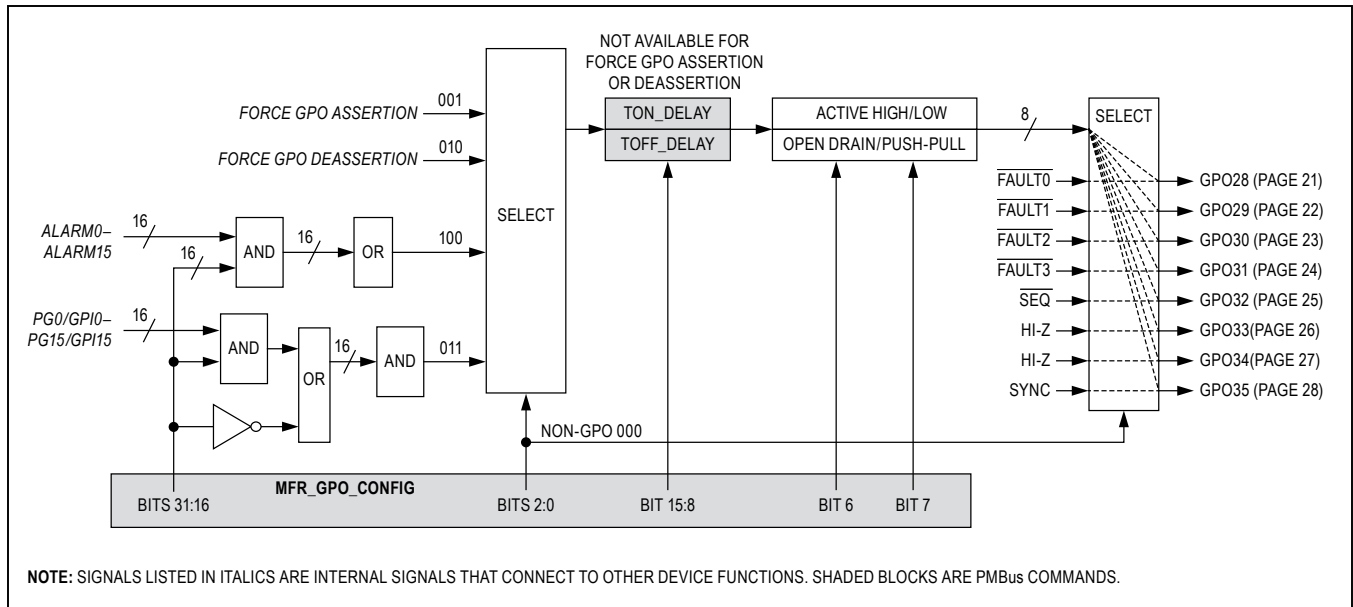 NOT AVAILABLE FOR
FORCE GPO ASSERTION
OR DEASSERTION
FORCE GPO ASSERTION
001
FORCE GPO DEASSERTION
010
SELECT
TON_DELAY
TOFF_DELAY
ACTIVE HIGH/LOW
OPEN DRAIN/PUSH-PULL
8
SELECT
FAULT0
GPO28 (PAGE 21)
FAULT1
GPO29 (PAGE 22)
FAULT2
GPO30 (PAGE 23)
FAULT3
GPO31 (PAGE 24)
SEQ
GPO32 (PAGE 25)
HI-Z
GPO33(PAGE 26)
HI-Z
GPO34(PAGE 27)
SYNC
GPO35 (PAGE 28)
ALARM0–
ALARM15
16
16
AND
16
OR
100
PG0/GPI0–
PG15/GPI15
16
AND
OR
16
AND
011
NON-GPO 000
MFR_GPO_CONFIG
BITS 31:16
BITS 2:0
BIT 15:8
BIT 6
BIT 7
NOTE: SIGNALS LISTED IN ITALICS ARE INTERNAL SIGNALS THAT CONNECT TO OTHER DEVICE FUNCTIONS. SHADED BLOCKS ARE PMBus COMMANDS.